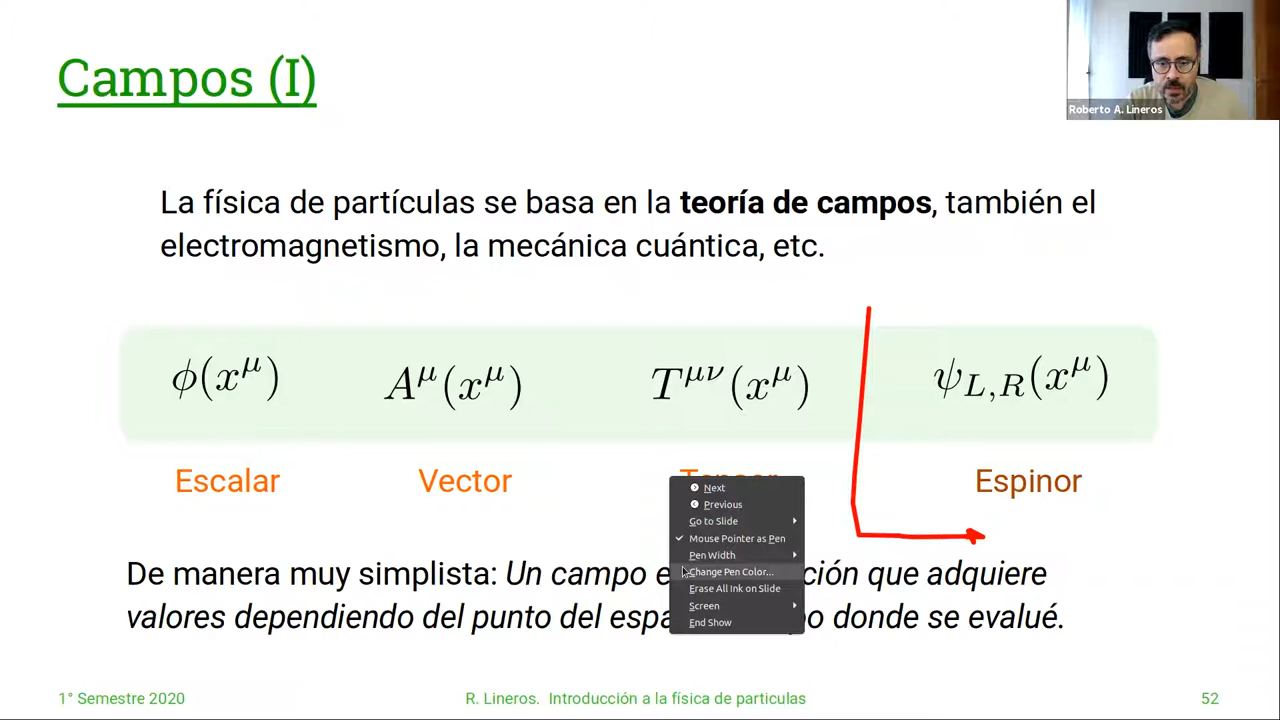 Campos (I)
Roberto A. Lineros
La física de partículas se basa en la teoría de campos, también el
electromagnetismo, la mecánica cuántica, etc.
ϕ(x^μ) A^μ(x^μ) T^{μν}(x^μ) ψ_{L,R}(x^μ)
Escalar Vector Espinor
Next
Previous
Go to Slide
Mouse Pointer as Pen
Pen Width
Change Pen Color...
Erase All Ink on Slide
Screen
End Show
De manera muy simplista: Un campo que adquiere
valores dependiendo del punto del donde se evalué.
1° Semestre 2020
R. Lineros. Introducción a la física de particulas
52